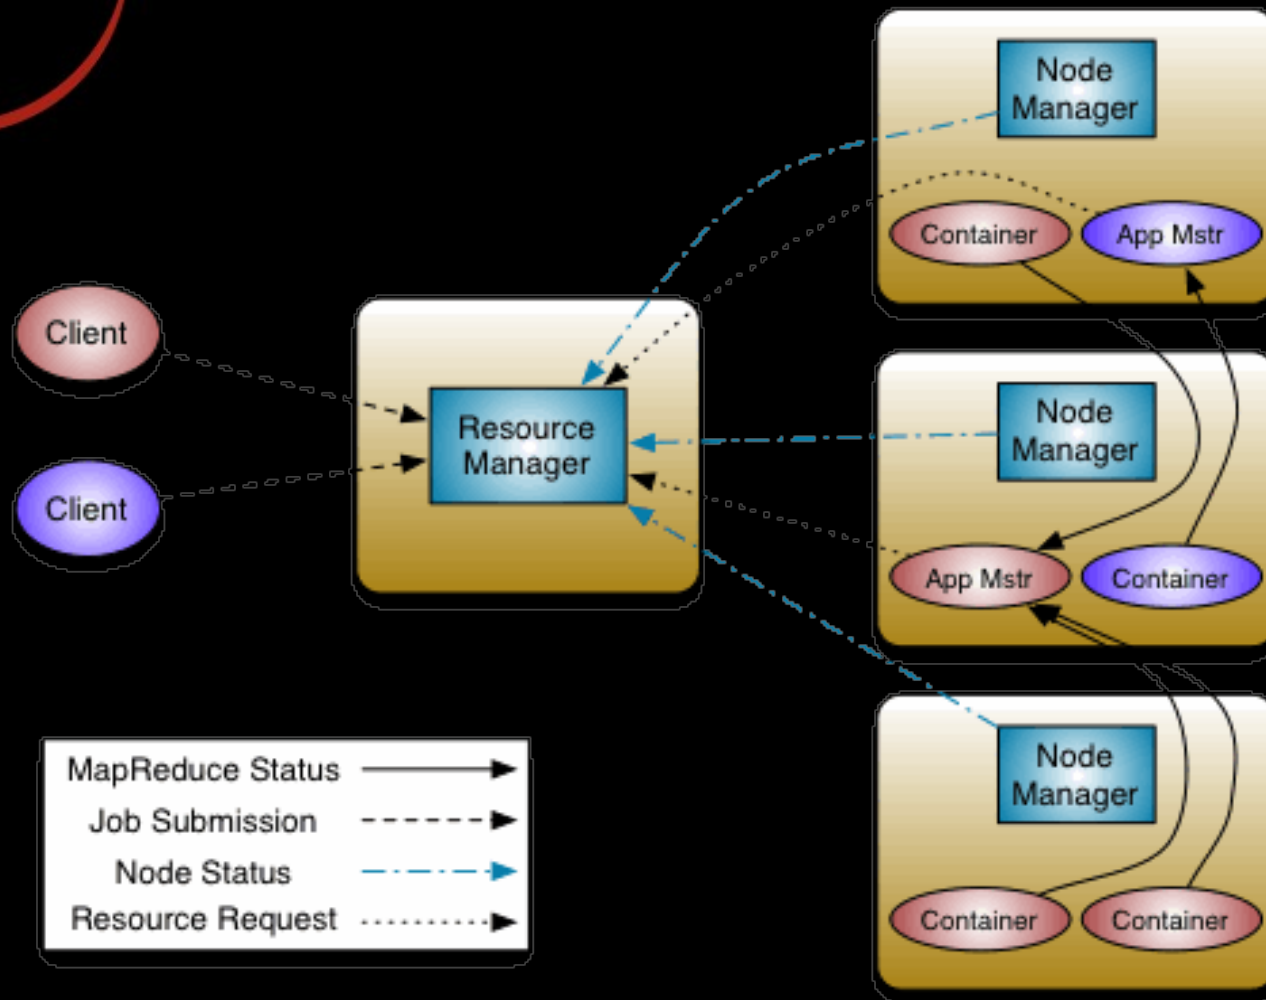 Node
Manager
Container
App Mstr
Client
Client
Resource
Manager
Node
Manager
App Mstr
Container
Node
Manager
Container
Container
MapReduce Status
Job Submission
Node Status
Resource Request